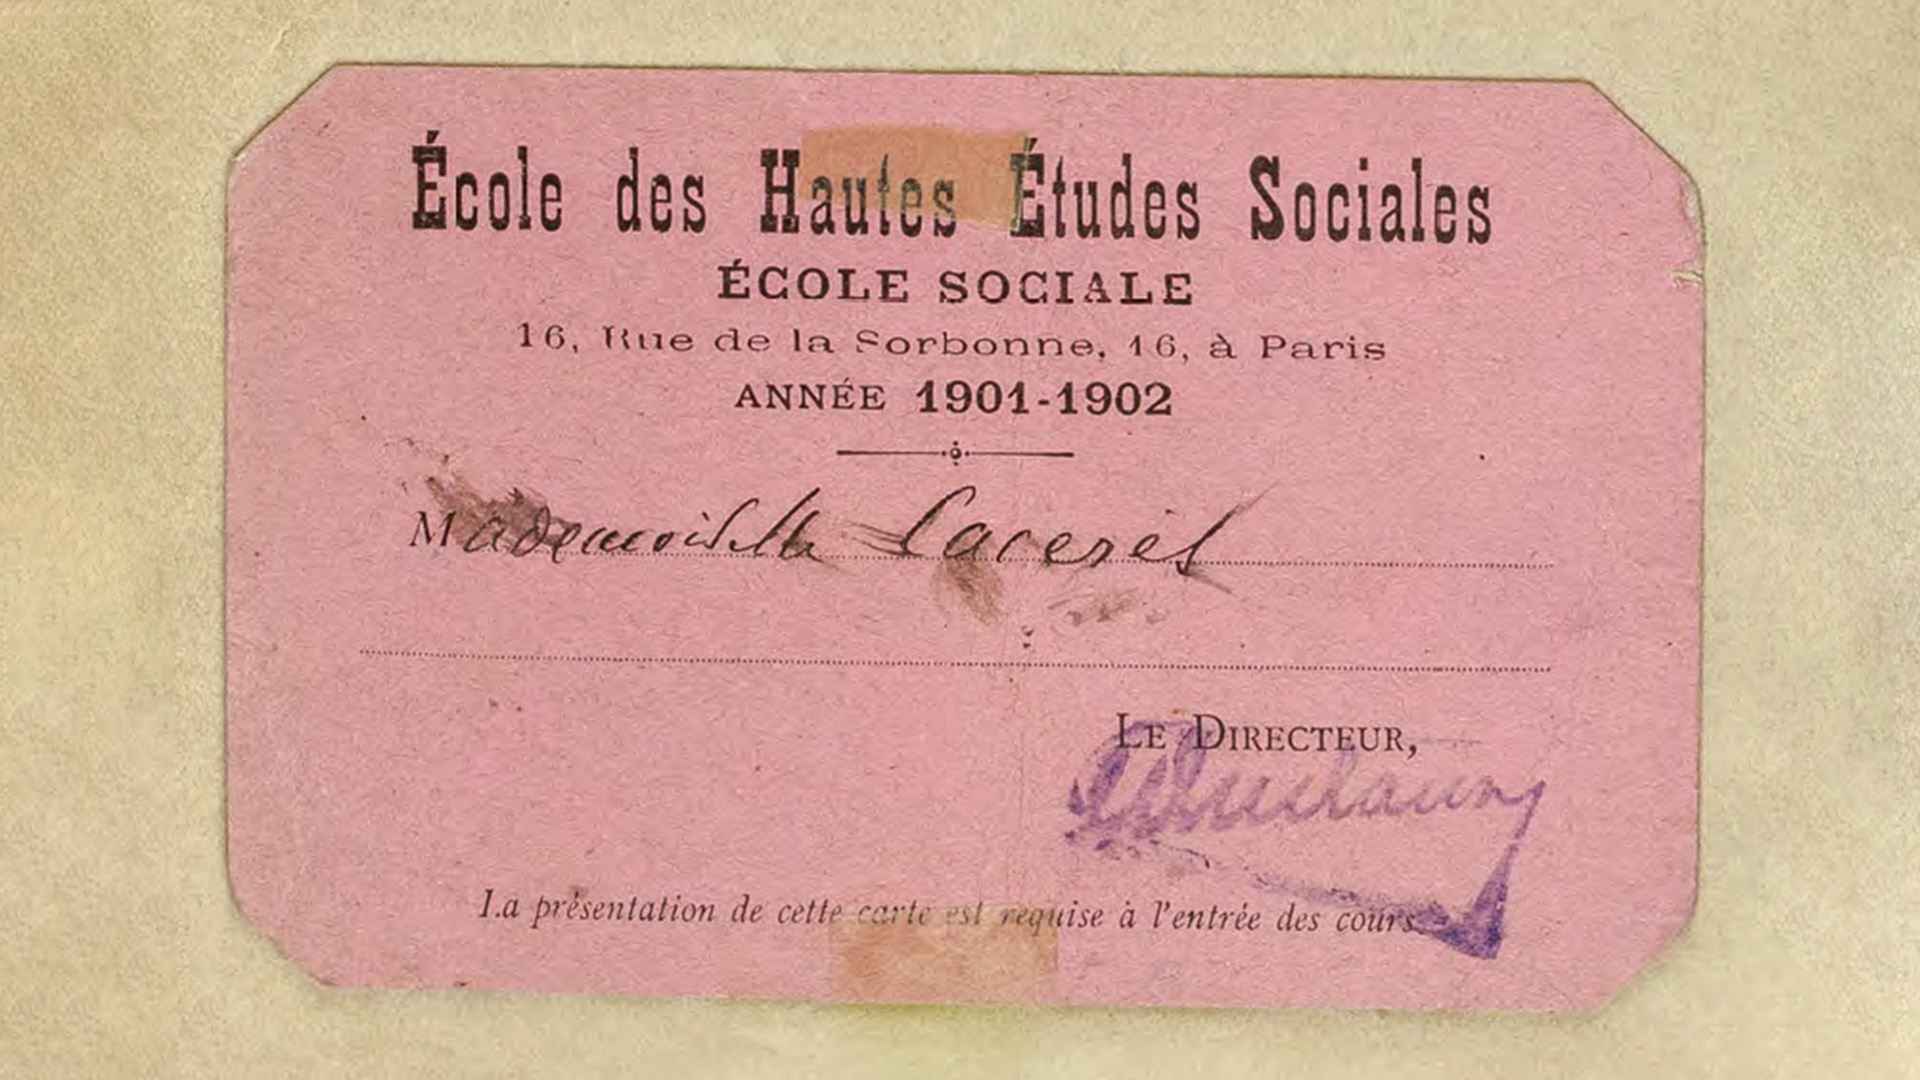 École des Hautes Études Sociales
ÉCOLE SOCIALE
16, Rue de la Sorbonne, 16, à Paris
ANNÉE 1901-1902
Mademoiselle
LE DIRECTEUR,
La présentation de cette carte est requise à l'entrée des cours.